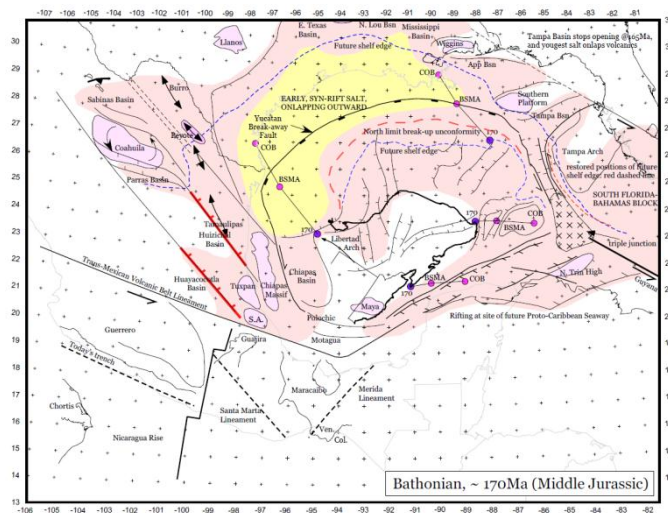 -107 -106 -105 -104 -103 -102 -101 -100 -99 -98 -97 -96 -95 -94 -93 -92 -91 -90 -89 -88 -87 -86 -85 -84 -83 -82 -81 -80
E. Texas Basin
N. Lou Bsn
Mississippi Basin
Tampa Basin stops opening @165Ma, and yougest salt onlaps volcanics
Llanos
Future shelf edge
Wiggins
COB
App Bsn
Burro
Southern Platform
BSMA
Sabinas Basin
EARLY, SYN-RIFT SALT, ONLAPPING OUTWARD
Tampa Bsn
Yucatan Break-away Fault
Peyotes
COB
North limit break-up unconformity
170
Coahuila
Future shelf edge
Tampa Arch
restored positions of future shelf edge: red dashed line
Parras Basin
BSMA
SOUTH FLORIDA-BAHAMAS BLOCK
Tamaulipas
Huizichal Basin
170
Libertad Arch
170
BSMA
COB
triple junction
Trans-Mexican Volcanic Belt Lineament
Huayacocotla Basin
Chiapas Basin
Tuxpan
Chiapas Massif
BSMA
COB
170
N. Trin High
Guyana
Maya
S.A.
Polochic
Motagua
Rifting at site of future Proto-Caribbean Seaway
Guerrero
Guajira
Today's trench
Maracaibo
Merida Lineament
Chortis
Santa Marta Lineament
Ven.
Col.
Nicaragua Rise
Bathonian, ~ 170Ma (Middle Jurassic)
30
29
28
27
26
25
24
23
22
21
20
19
18
17
16
15
14
13
-106 -105 -104 -103 -102 -101 -100 -99 -98 -97 -96 -95 -94 -93 -92 -91 -90 -89 -88 -87 -86 -85 -84 -83 -82 -81 -80